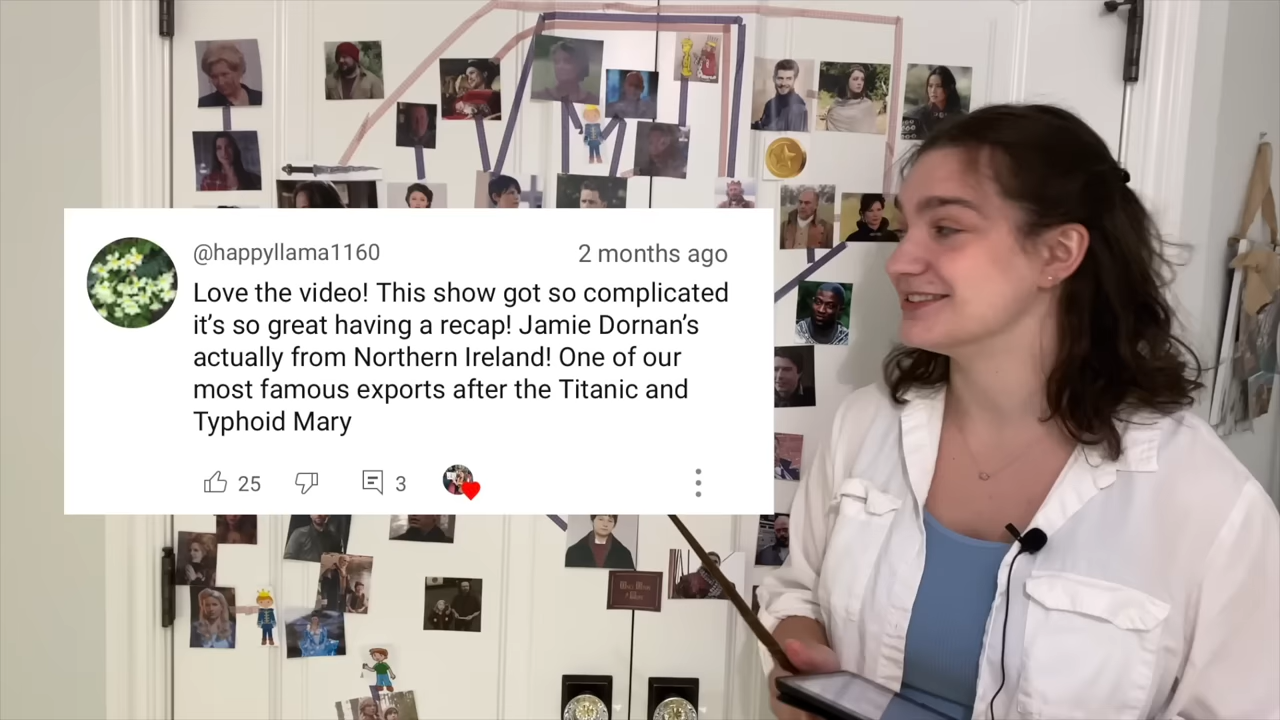 @happyllama1160 2 months ago
Love the video! This show got so complicated
it’s so great having a recap! Jamie Dornan’s
actually from Northern Ireland! One of our
most famous exports after the Titanic and
Typhoid Mary
25 3